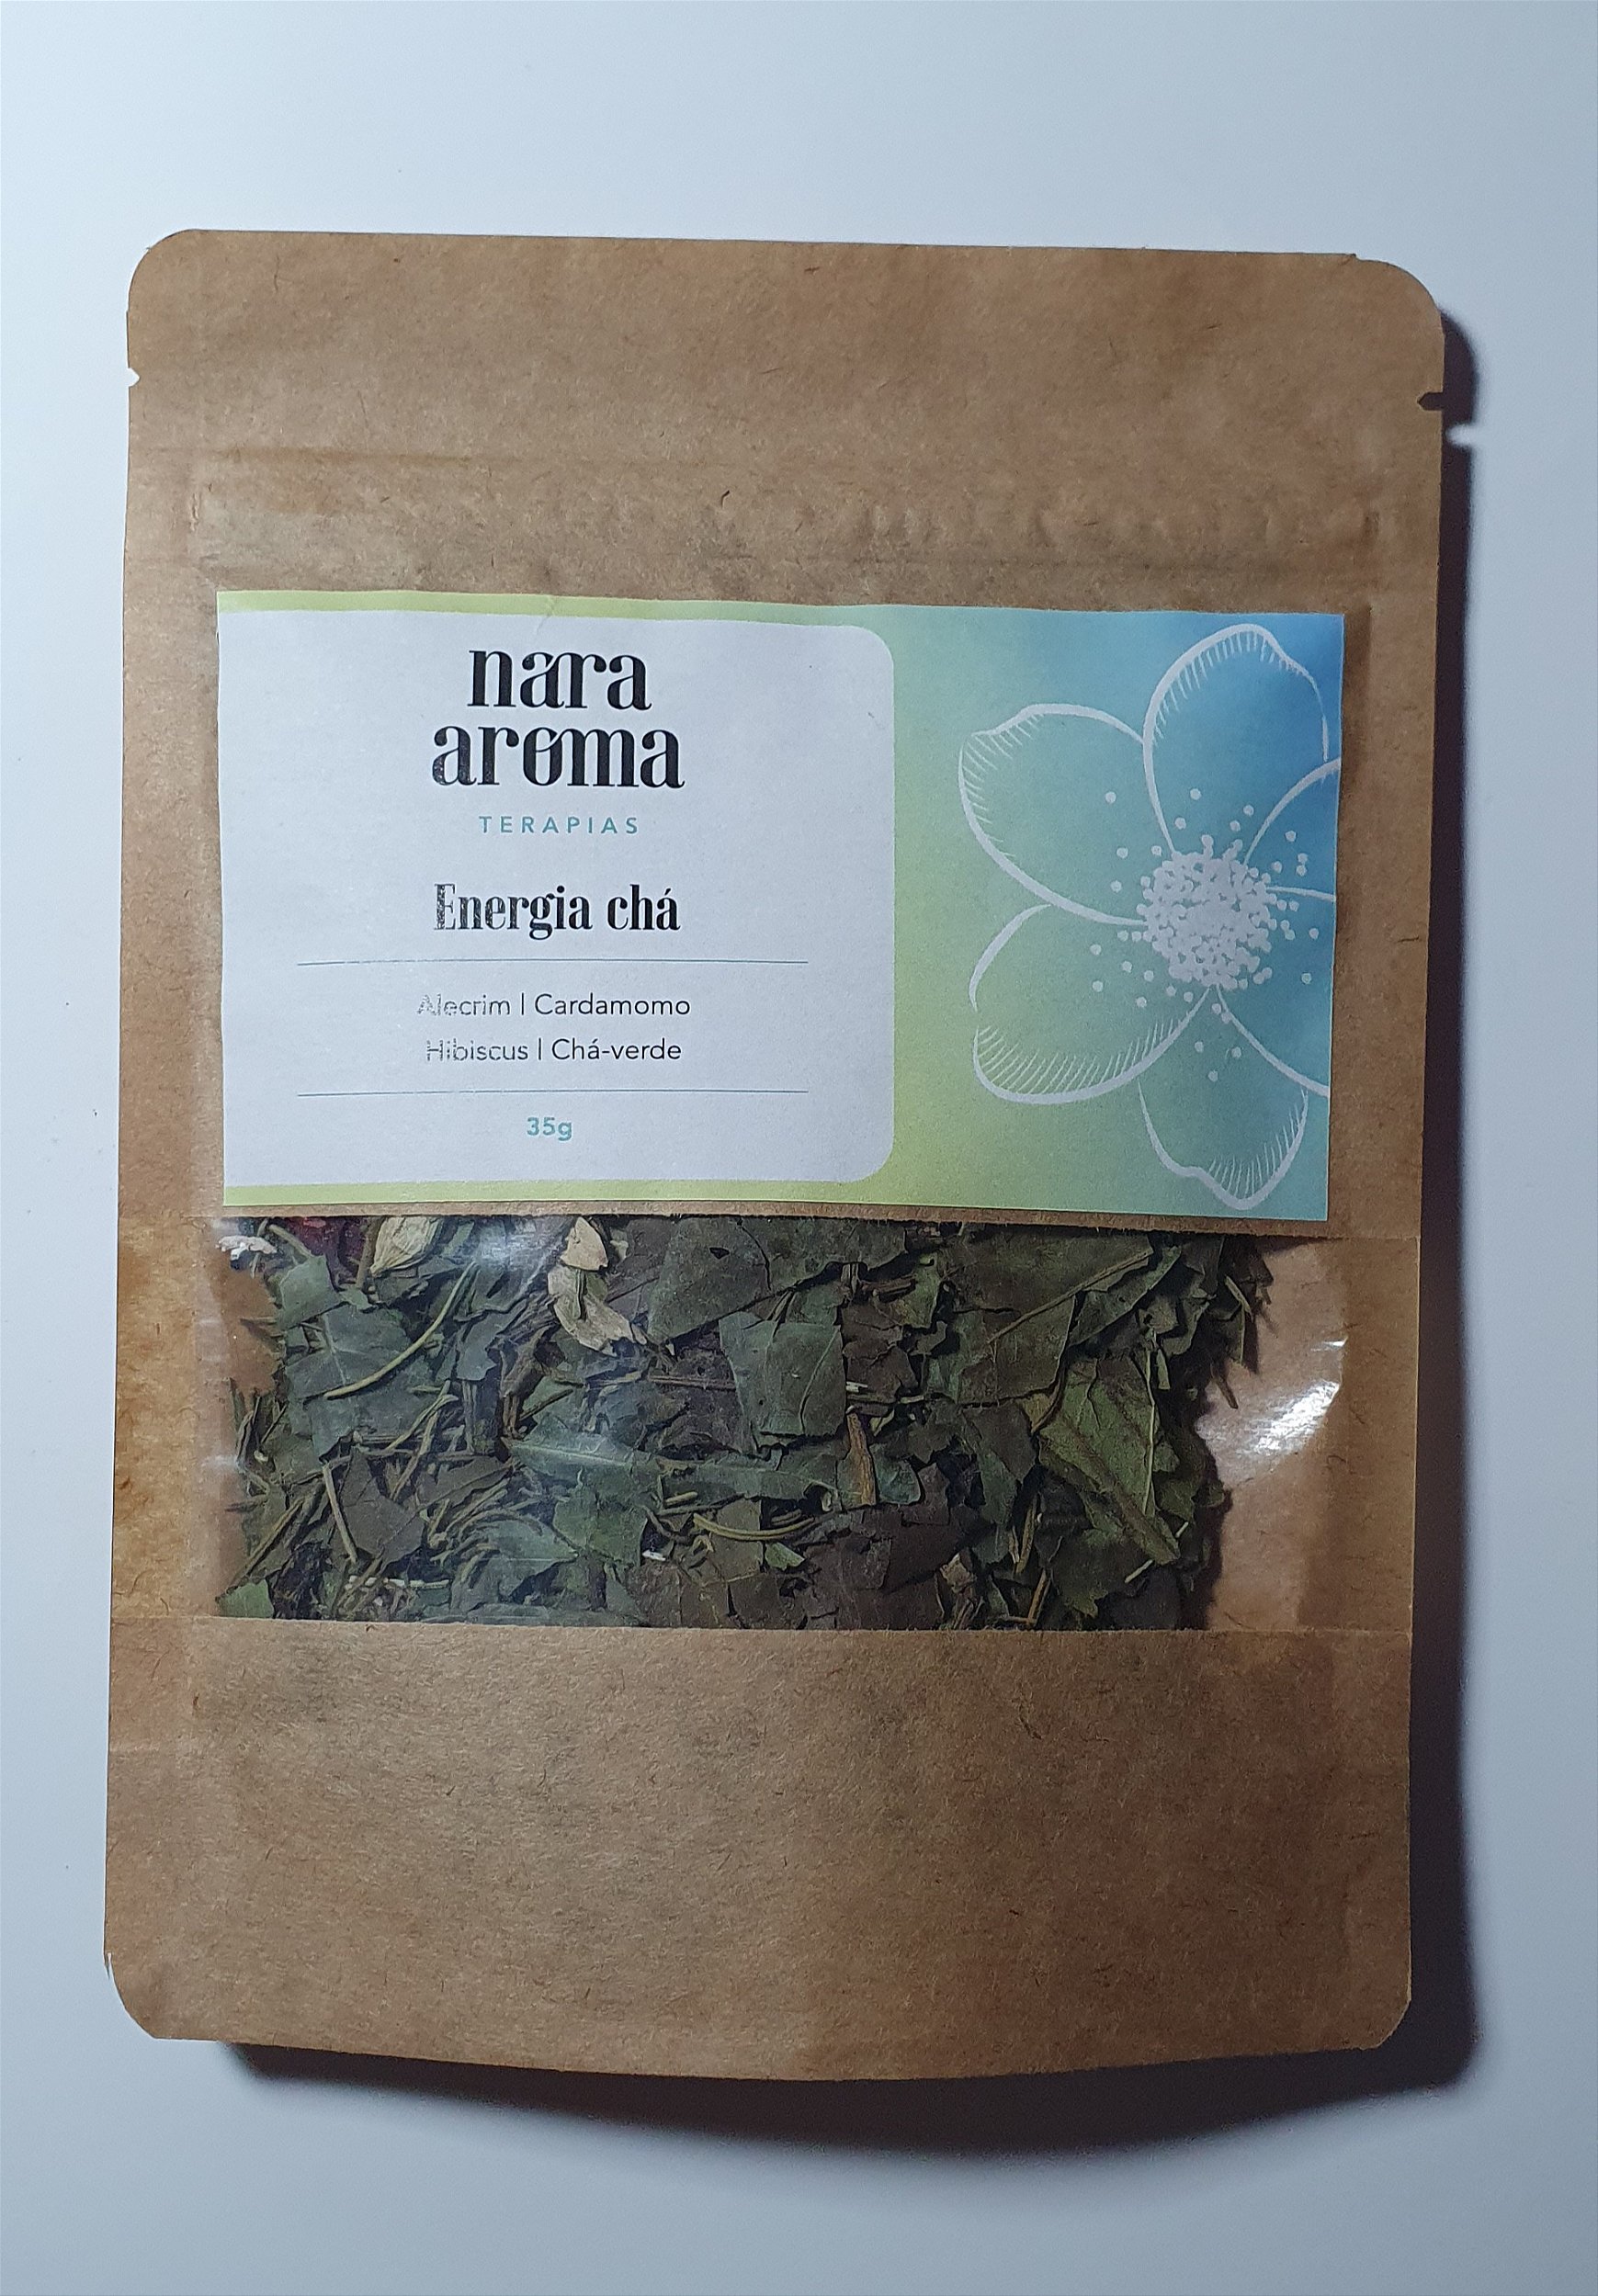 nara
aroma
TERAPIAS
Energia chá
Alecrim | Cardamomo
Hibiscus | Chá-verde
35g